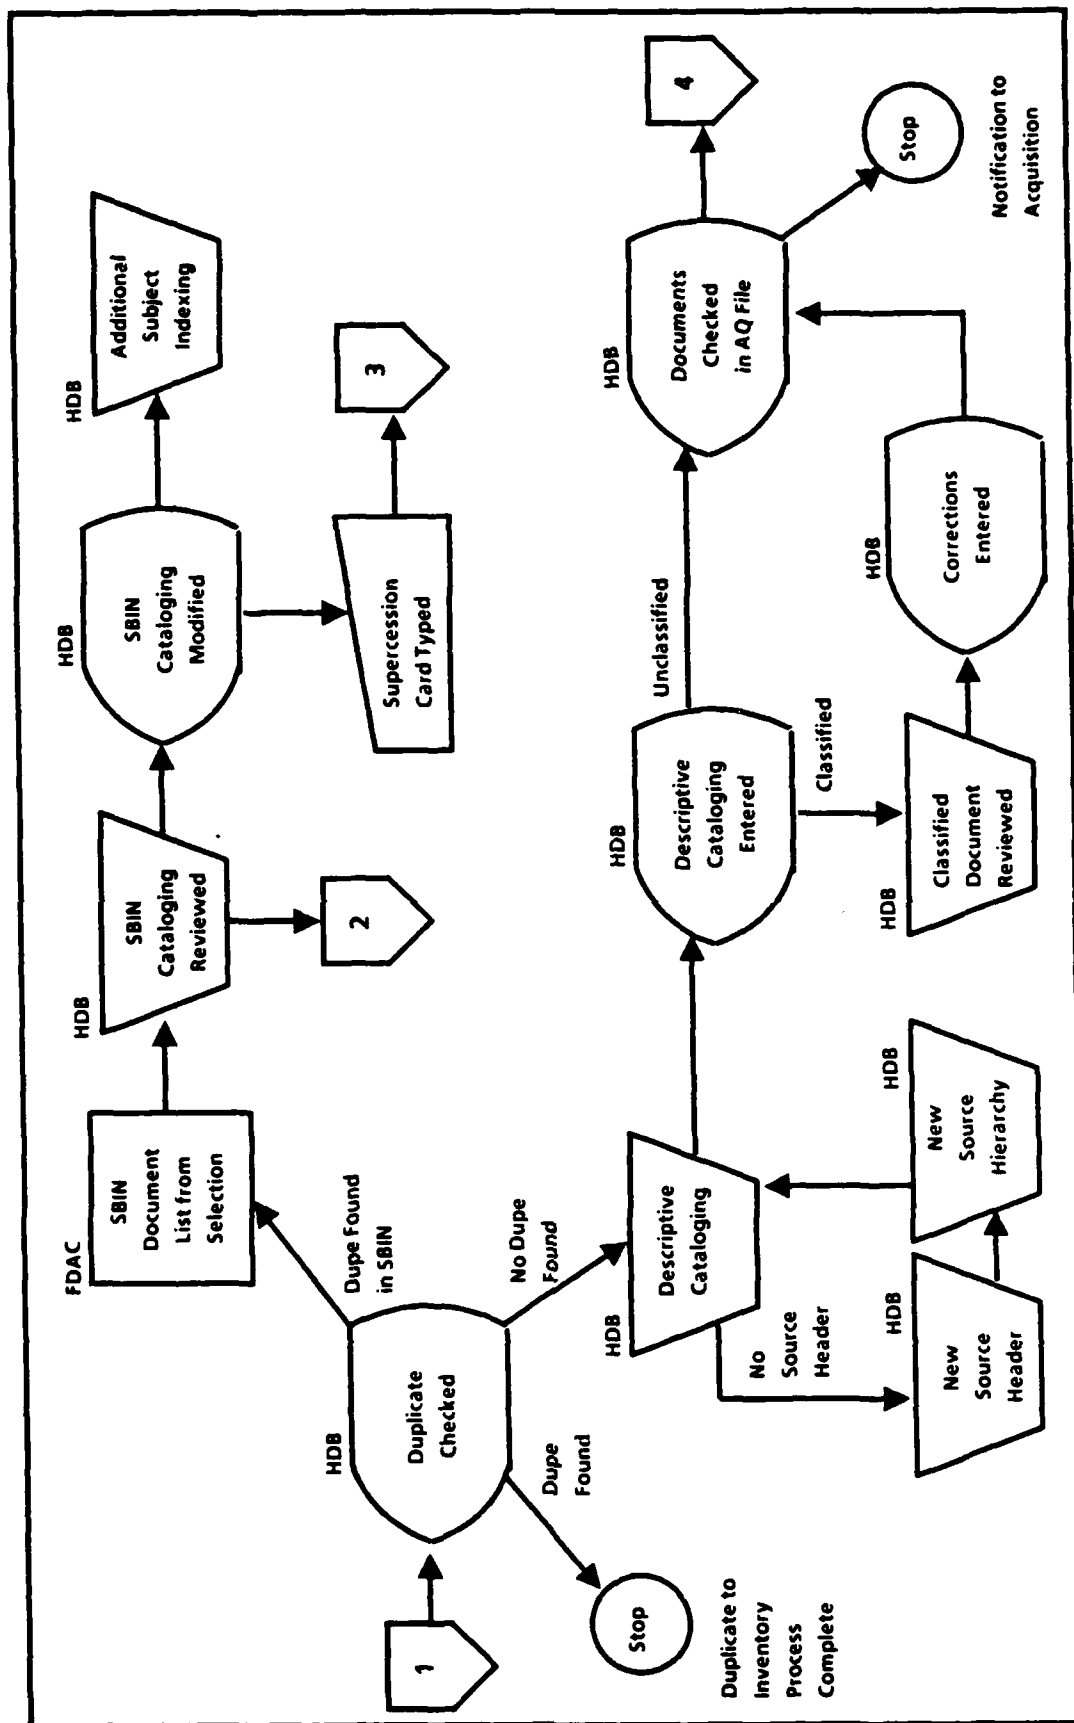 1
HDB
Duplicate
Checked
Dupe Found
in SBIN
No Dupe
Found
Dupe
Found
Stop
Duplicate to
Inventory
Process
Complete
FDAC
SBIN
Document
List from
Selection
HDB
SBIN
Cataloging
Reviewed
2
HDB
SBIN
Cataloging
Modified
HDB
Additional
Subject
Indexing
Supercession
Card Typed
3
HDB
Descriptive
Cataloging
No
Source
Header
HDB
New
Source
Header
HDB
New
Source
Hierarchy
HDB
Descriptive
Cataloging
Entered
Unclassified
Classified
HDB
Classified
Document
Reviewed
HDB
Corrections
Entered
HDB
Documents
Checked
in AQ File
4
Stop
Notification to
Acquisition